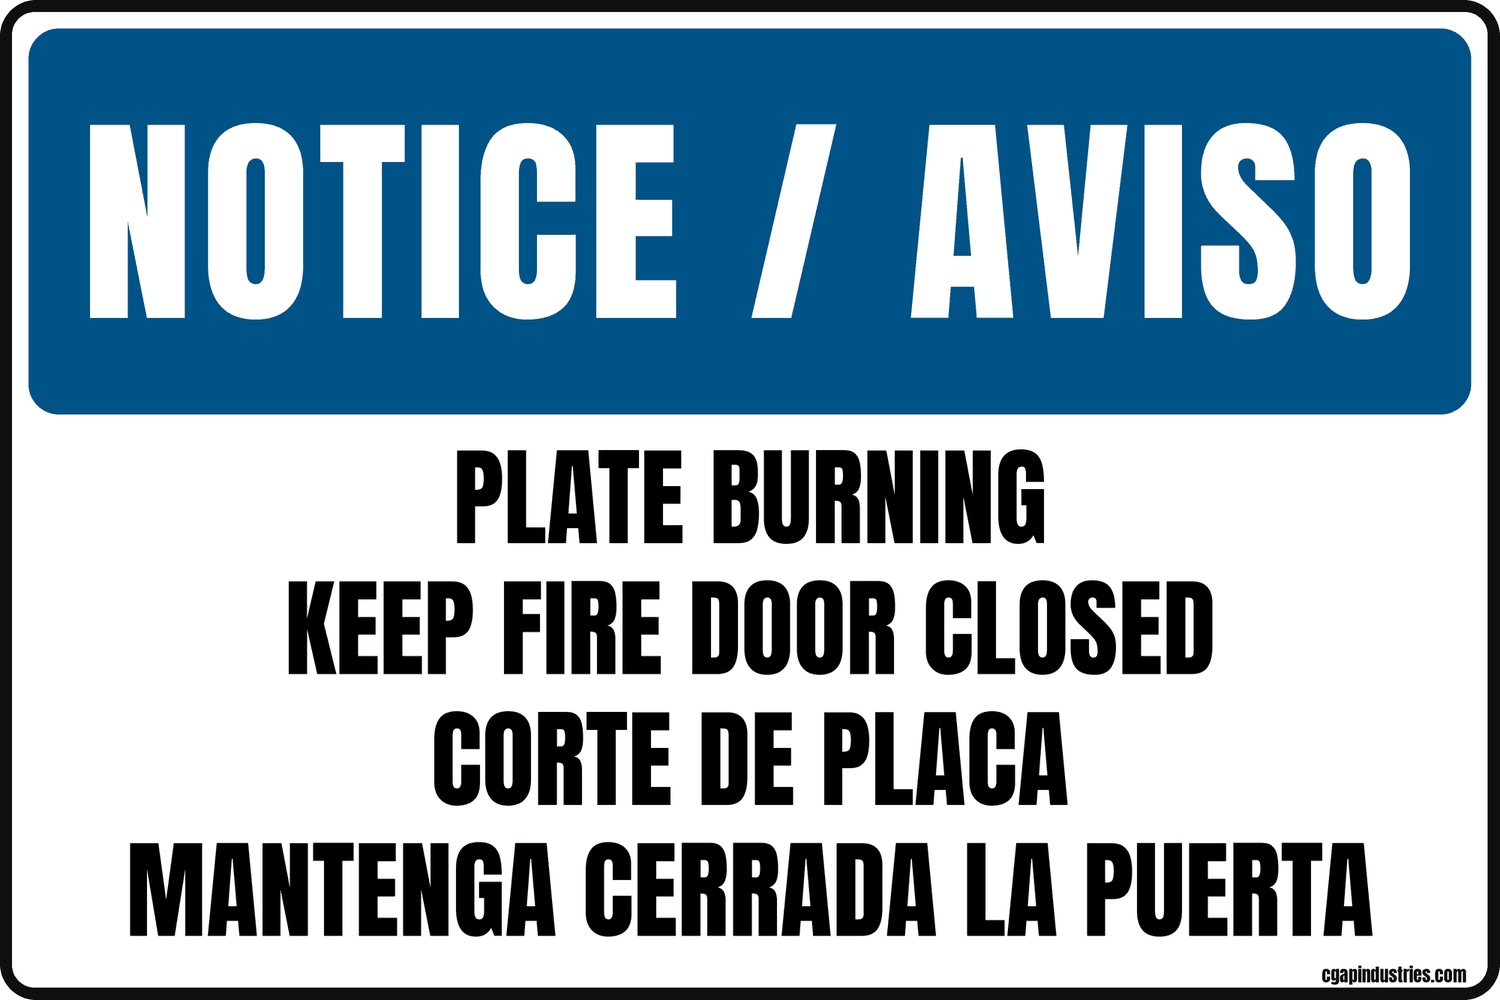 NOTICE / AVISO
PLATE BURNING
KEEP FIRE DOOR CLOSED
CORTE DE PLACA
MANTENGA CERRADA LA PUERTA
cgapindustries.com